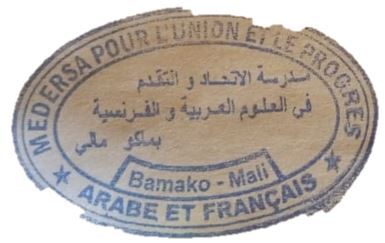 MEDERSA POUR L'UNION ET LE PROGRES
مدرسة الاتحاد و التقدم
في العلوم العربية و الفرنسية
بماكو مالي
Bamako - Mali
★ ARABE ET FRANÇAIS ★